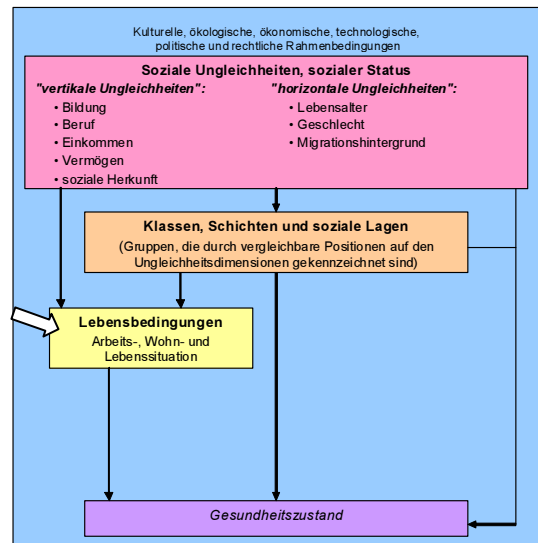 Kulturelle, ökologische, ökonomische, technologische,
politische und rechtliche Rahmenbedingungen
Soziale Ungleichheiten, sozialer Status
"vertikale Ungleichheiten":
• Bildung
• Beruf
• Einkommen
• Vermögen
• soziale Herkunft
"horizontale Ungleichheiten":
• Lebensalter
• Geschlecht
• Migrationshintergrund
Klassen, Schichten und soziale Lagen
(Gruppen, die durch vergleichbare Positionen auf den
Ungleichheitsdimensionen gekennzeichnet sind)
Lebensbedingungen
Arbeits-, Wohn- und
Lebenssituation
Gesundheitszustand